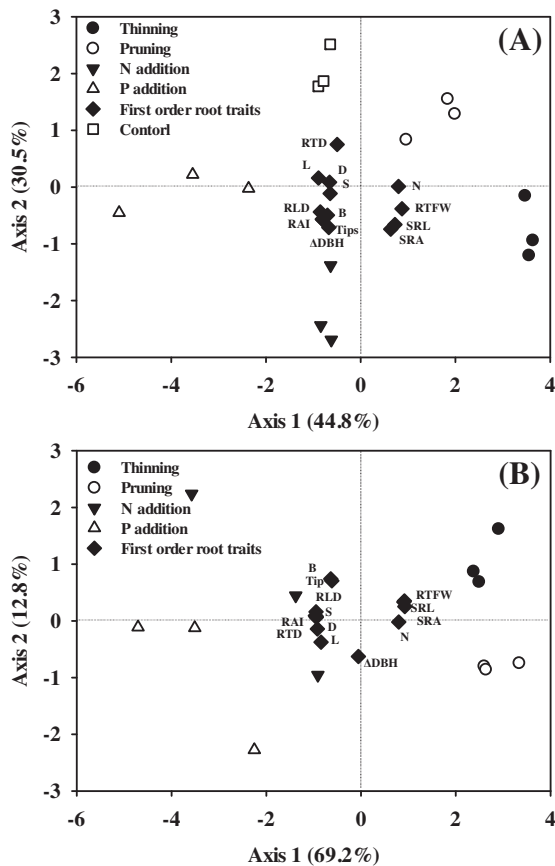 (A)
Thinning
Pruning
N addition
P addition
First order root traits
Contorl
3
2
1
0
-1
-2
-3
Axis 2 (30.5%)
RTD
L
D
S
N
RLD
B
RTFW
RAI
Tips
SRL
SRA
ΔDBH
-6 -4 -2 0 2 4
Axis 1 (44.8%)
(B)
Thinning
Pruning
N addition
P addition
First order root traits
3
2
1
0
-1
-2
-3
Axis 2 (12.8%)
B
Tip
RLD
RTFW
S
SRL
RAI
D
SRA
RTD
L
N
ΔDBH
-6 -4 -2 0 2 4
Axis 1 (69.2%)